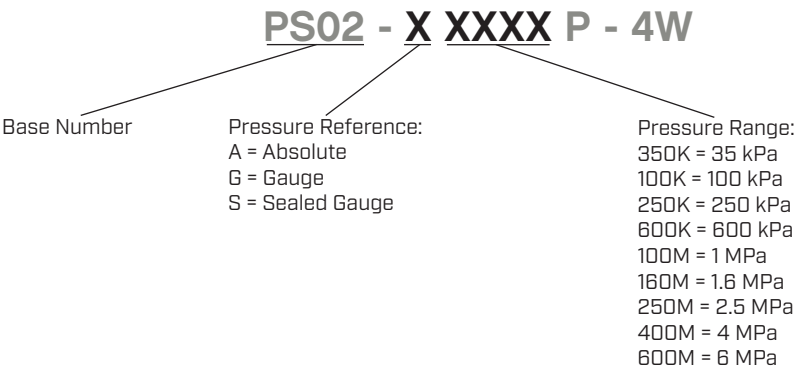 PS02 - X XXXX P - 4W
Base Number
Pressure Reference:
A = Absolute
G = Gauge
S = Sealed Gauge
Pressure Range:
350K = 35 kPa
100K = 100 kPa
250K = 250 kPa
600K = 600 kPa
100M = 1 MPa
160M = 1.6 MPa
250M = 2.5 MPa
400M = 4 MPa
600M = 6 MPa